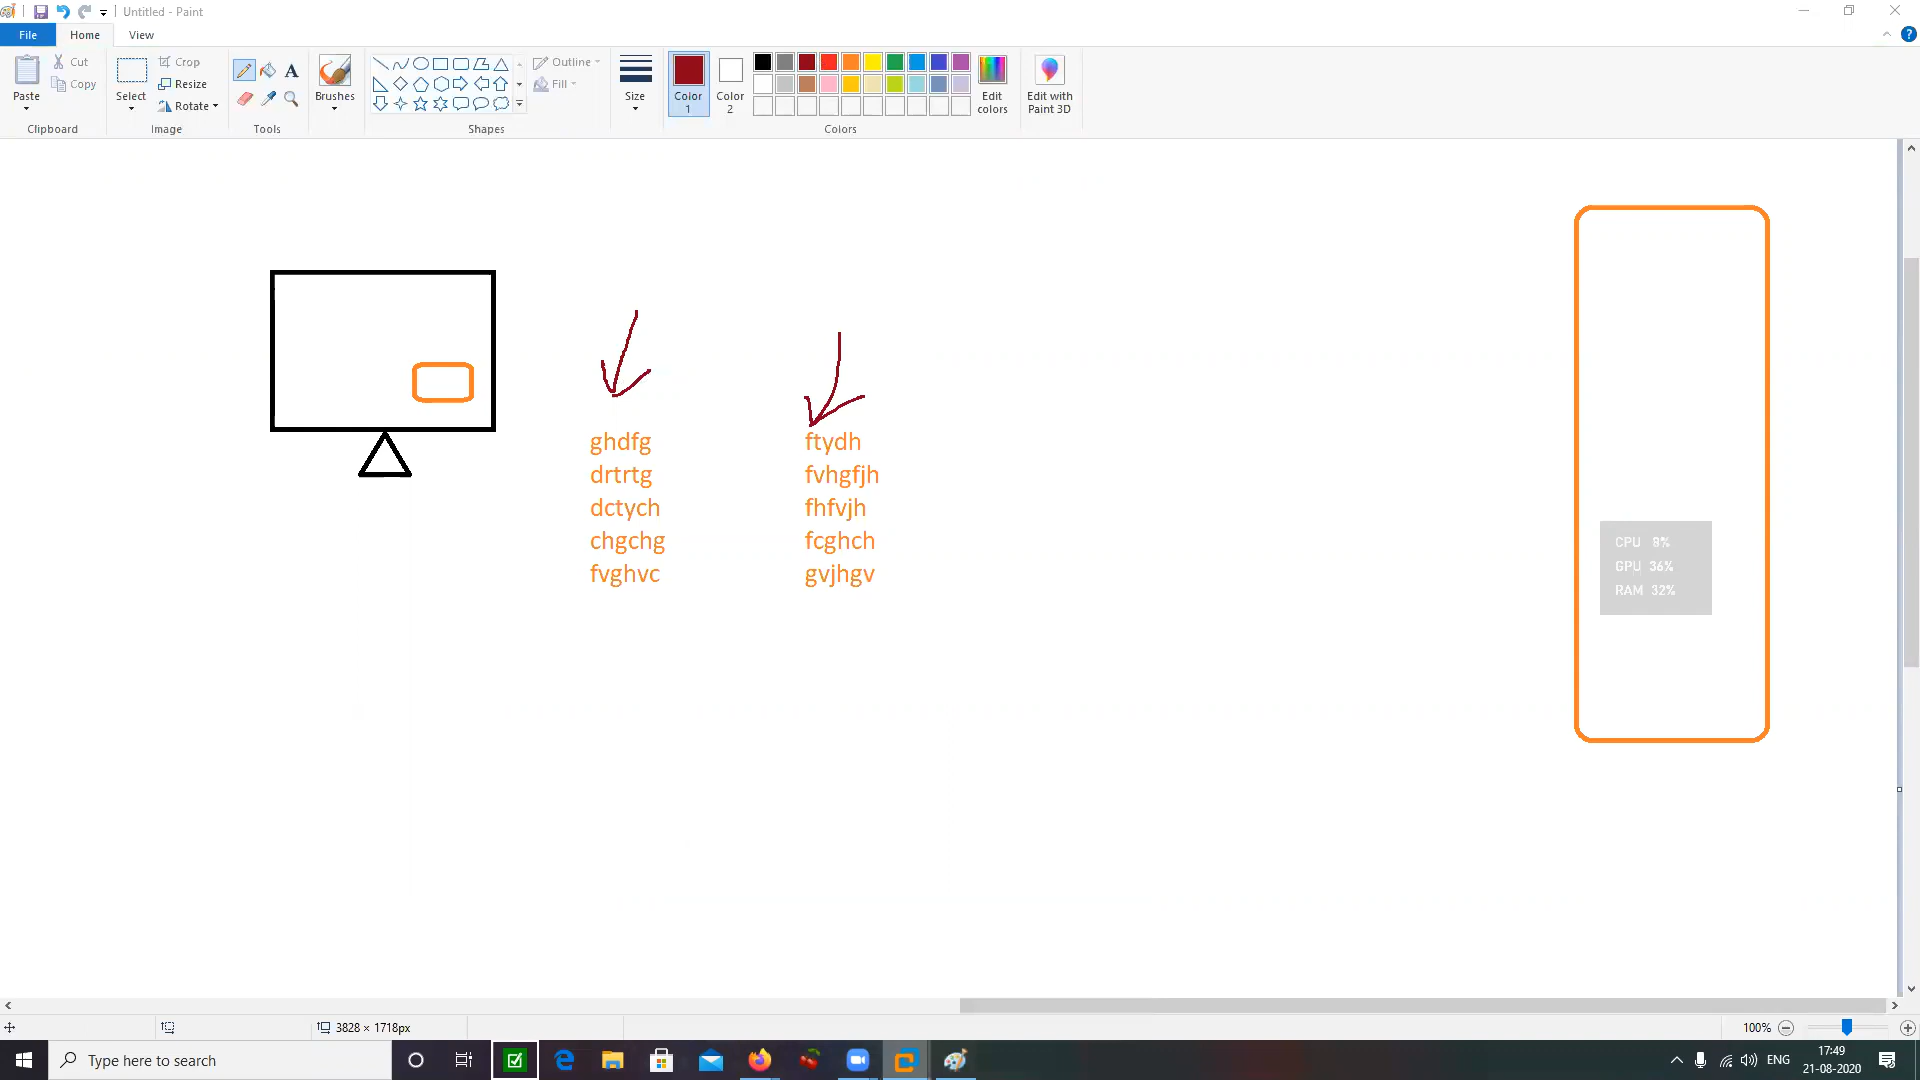 Untitled - Paint
File Home View
Paste
Cut
Copy
Clipboard
Select
Crop
Resize
Rotate
Image
Tools
Brushes
Shapes
Outline
Fill
Size
Color 1
Color 2
Edit colors
Colors
Edit with Paint 3D
ghdfg ftydh
drtrtg fvhgfjh
dctych fhfvjh
chgchg fcghch
fvghvc gvjhgv
CPU 9%
GPU 36%
RAM 32%
3828 × 1718px
100%
Type here to search
ENG
17:49
21-08-2020